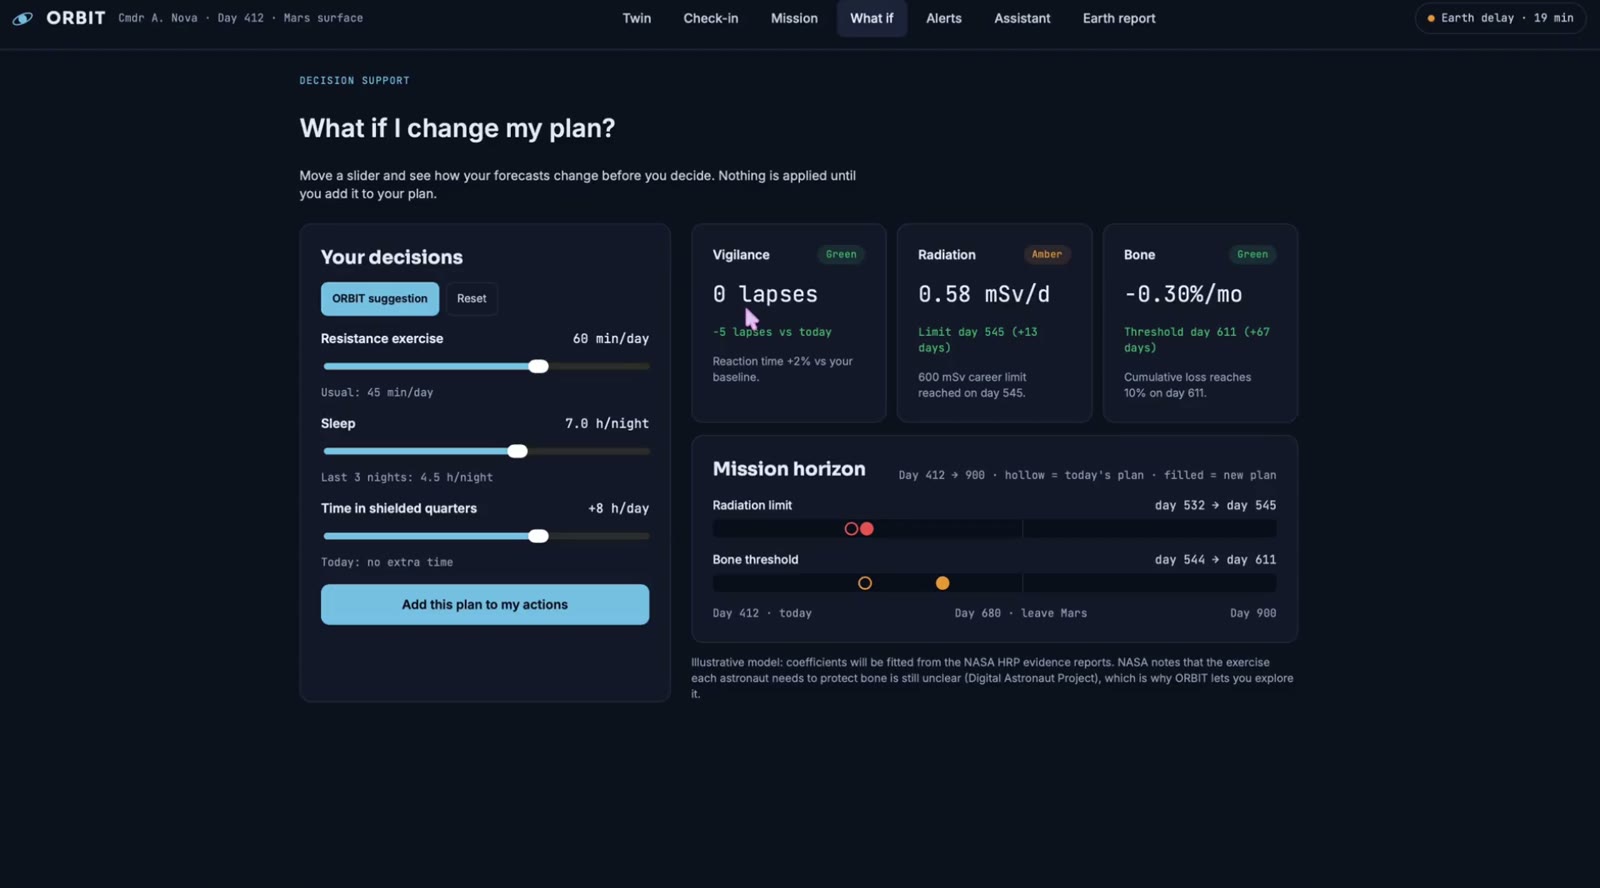 ORBIT Cmdr A. Nova · Day 412 · Mars surface
Twin Check-in Mission What if Alerts Assistant Earth report
Earth delay · 19 min
DECISION SUPPORT
What if I change my plan?
Move a slider and see how your forecasts change before you decide. Nothing is applied until
you add it to your plan.
Your decisions
ORBIT suggestion Reset
Resistance exercise 60 min/day
Usual: 45 min/day
Sleep 7.0 h/night
Last 3 nights: 4.5 h/night
Time in shielded quarters +8 h/day
Today: no extra time
Add this plan to my actions
Vigilance Green
0 lapses
-5 lapses vs today
Reaction time +2% vs your
baseline.
Radiation Amber
0.58 mSv/d
Limit day 545 (+13
days)
600 mSv career limit
reached on day 545.
Bone Green
-0.30%/mo
Threshold day 611 (+67
days)
Cumulative loss reaches
10% on day 611.
Mission horizon Day 412 → 900 · hollow = today's plan · filled = new plan
Radiation limit day 532 → day 545
Bone threshold day 544 → day 611
Day 412 · today Day 680 · leave Mars Day 900
Illustrative model: coefficients will be fitted from the NASA HRP evidence reports. NASA notes that the exercise
each astronaut needs to protect bone is still unclear (Digital Astronaut Project), which is why ORBIT lets you explore
it.